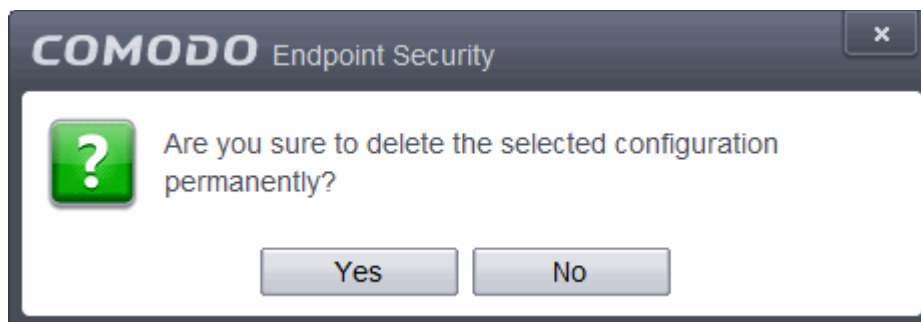 COMODO Endpoint Security
Are you sure to delete the selected configuration
permanently?
Yes No